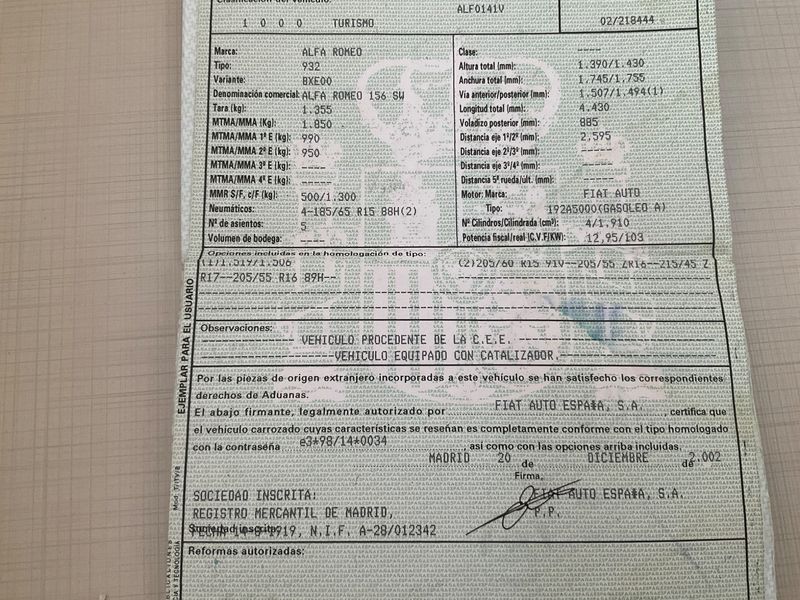 Clasificación del vehículo:
ALF0141V
1 0 0 0 TURISMO
02/218444
Marca: ALFA ROMEO
Tipo: 932
Variante: BXE00
Denominación comercial: ALFA ROMEO 156 SW
Tara (kg): 1.355
MTMA/MMA (Kg): 1.850
MTMA/MMA 1º E (kg): 990
MTMA/MMA 2º E (kg): 950
MTMA/MMA 3º E (kg): ----
MTMA/MMA 4º E (kg): -----
MMR S/F, c/F (kg): 500/1.300
Neumáticos: 4-185/65 R15 88H(2)
Nº de asientos: 5
Volumen de bodega: ----
Clase: ----
Altura total (mm): 1.390/1.430
Anchura total (mm): 1.745/1.755
Vía anterior/posterior (mm): 1.507/1.494(1)
Longitud total (mm): 4.430
Voladizo posterior (mm): 885
Distancia eje 1º/2º (mm): 2.595
Distancia eje 2º/3º (mm): -----
Distancia eje 3º/4º (mm): ----
Distancia 5ª rueda/últ. (mm): -----
Motor: Marca: FIAT AUTO
Tipo: 192A5000(GASOLEO A)
Nº Cilindros/Cilindrada (cm³): 4/1.910
Potencia fiscal/real (C.V.F/KW): 12,95/103
Opciones incluidas en la homologación de tipo:
(1)1.519/1.506 (2)205/60 R15 91V--205/55 ZR16--215/45 Z
R17--205/55 R16 89H--
Observaciones:
VEHICULO PROCEDENTE DE LA C.E.E.
VEHICULO EQUIPADO CON CATALIZADOR.
Por las piezas de origen extranjero incorporadas a este vehículo se han satisfecho los correspondientes
derechos de Aduanas.
El abajo firmante, legalmente autorizado por FIAT AUTO ESPA¥A, S.A. , certifica que
el vehículo carrozado cuyas características se reseñan es completamente conforme con el tipo homologado
con la contraseña e3*98/14*0034 , así como con las opciones arriba incluidas.
MADRID 20 de DICIEMBRE de 2.002
Firma,
SOCIEDAD INSCRITA: FIAT AUTO ESPA¥A, S.A.
REGISTRO MERCANTIL DE MADRID, P.P.
Sociedad inscrita:
FECHA 14-8-1919, N.I.F. A-28/012342
Reformas autorizadas:
EJEMPLAR PARA EL USUARIO